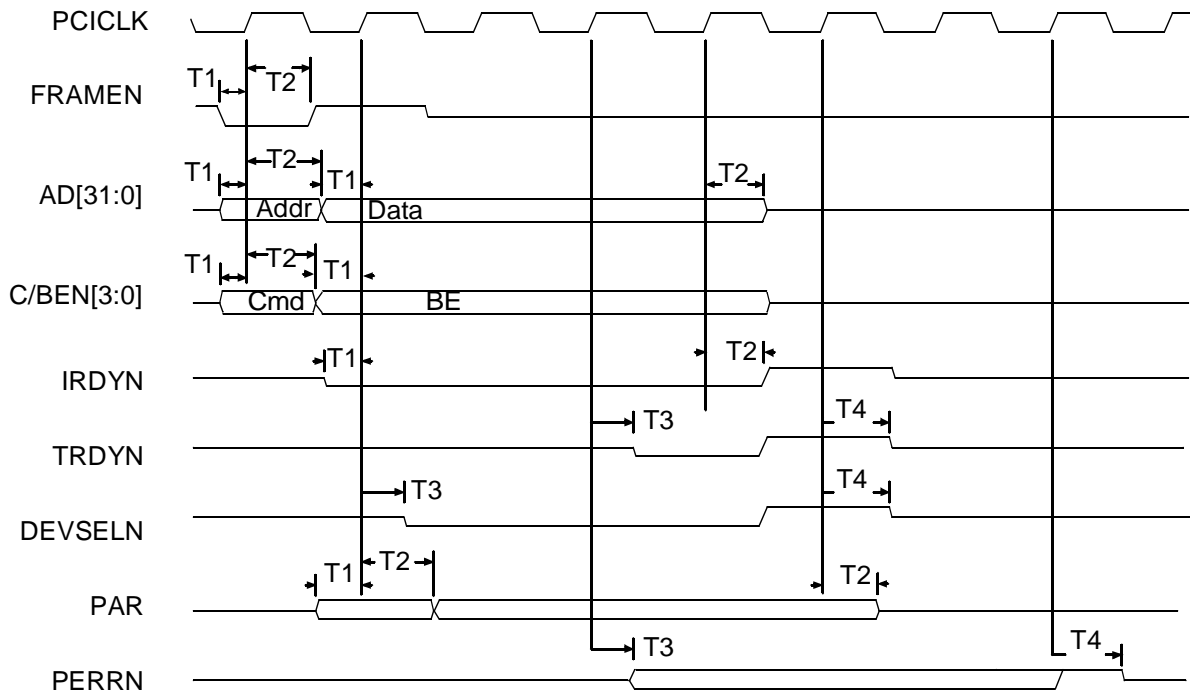 PCICLK
T1 T2
FRAMEN
T1 T2 T1 T2
AD[31:0]
Addr Data
T1 T2 T1
C/BEN[3:0]
Cmd BE
T1 T2
IRDYN
T3 T4
TRDYN
T3 T4
DEVSELN
T1 T2 T2
PAR
T3 T4
PERRN